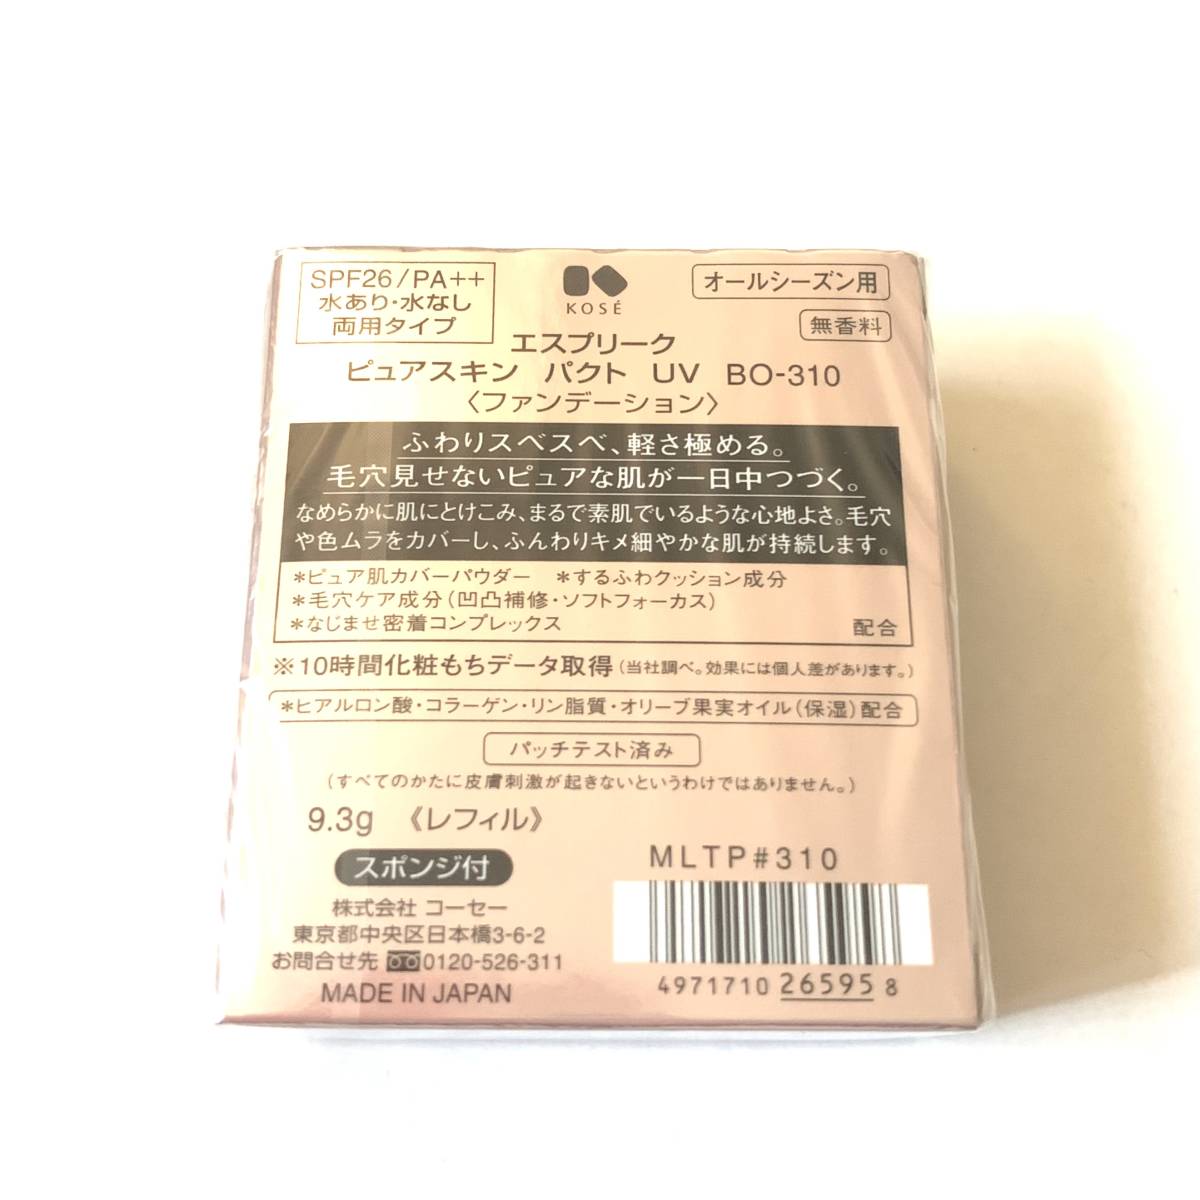 SPF26/PA++
水あり・水なし
両用タイプ
KOSÉ
オールシーズン用
無香料
エスプリーク
ピュアスキン パクト UV BO-310
〈ファンデーション〉
ふわりスベスベ、軽さ極める。
毛穴見せないピュアな肌が一日中つづく。
なめらかに肌にとけこみ、まるで素肌でいるような心地よさ。毛穴
や色ムラをカバーし、ふんわりキメ細やかな肌が持続します。
*ピュア肌カバーパウダー *するふわクッション成分
*毛穴ケア成分(凹凸補修・ソフトフォーカス)
*なじませ密着コンプレックス 配合
※10時間化粧もちデータ取得(当社調べ。効果には個人差があります。)
*ヒアルロン酸・コラーゲン・リン脂質・オリーブ果実オイル(保湿)配合
パッチテスト済み
(すべてのかたに皮膚刺激が起きないというわけではありません。)
9.3g 《レフィル》
スポンジ付
株式会社 コーセー
東京都中央区日本橋3-6-2
お問合せ先 0120-526-311
MADE IN JAPAN
MLTP#310
4971710 265958